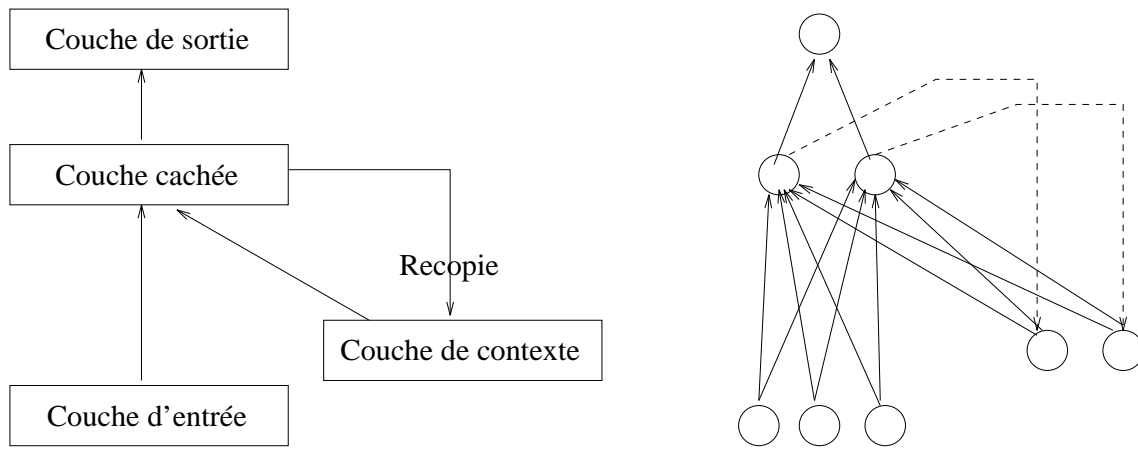 Couche de sortie
Couche cachée
Recopie
Couche de contexte
Couche d'entrée